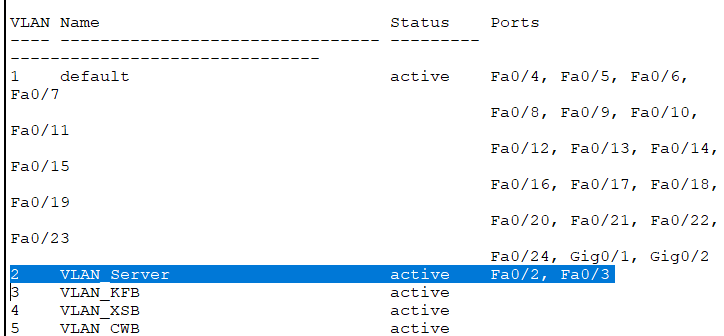 VLAN Name                             Status    Ports
---- -------------------------------- --------- -------------------------------
1    default                          active    Fa0/4, Fa0/5, Fa0/6,
Fa0/7
                                                Fa0/8, Fa0/9, Fa0/10,
Fa0/11
                                                Fa0/12, Fa0/13, Fa0/14,
Fa0/15
                                                Fa0/16, Fa0/17, Fa0/18,
Fa0/19
                                                Fa0/20, Fa0/21, Fa0/22,
Fa0/23
                                                Fa0/24, Gig0/1, Gig0/2
2    VLAN_Server                      active    Fa0/2, Fa0/3
3    VLAN_KFB                         active
4    VLAN_XSB                         active
5    VLAN_CWB                         active